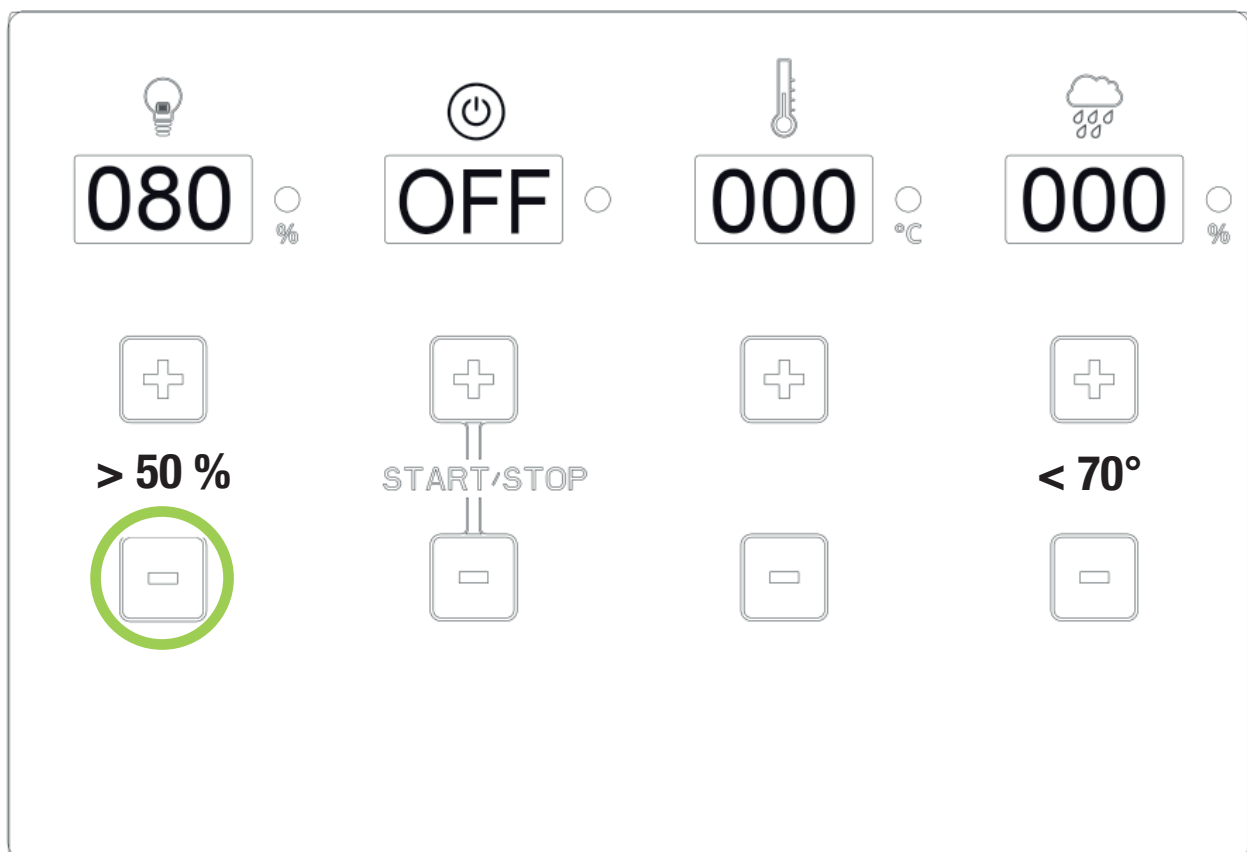 080 % OFF 000 °C 000 %
+ + + +
> 50 % START/STOP < 70°
- - - -